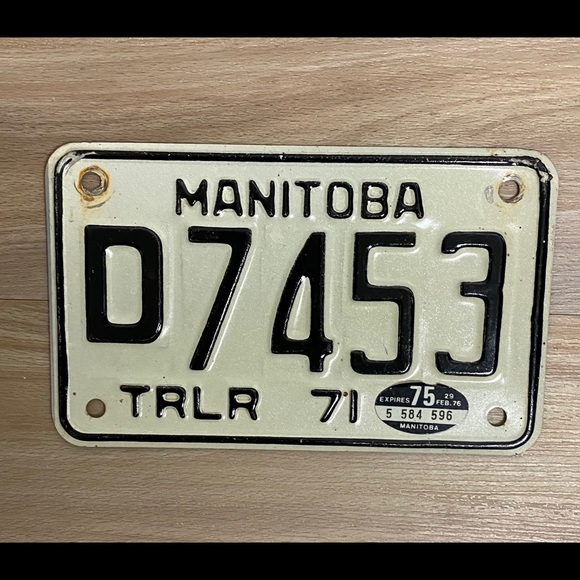 MANITOBA
D7453
TRLR 71
EXPIRES 75 29 FEB. 76
5 584 596
MANITOBA